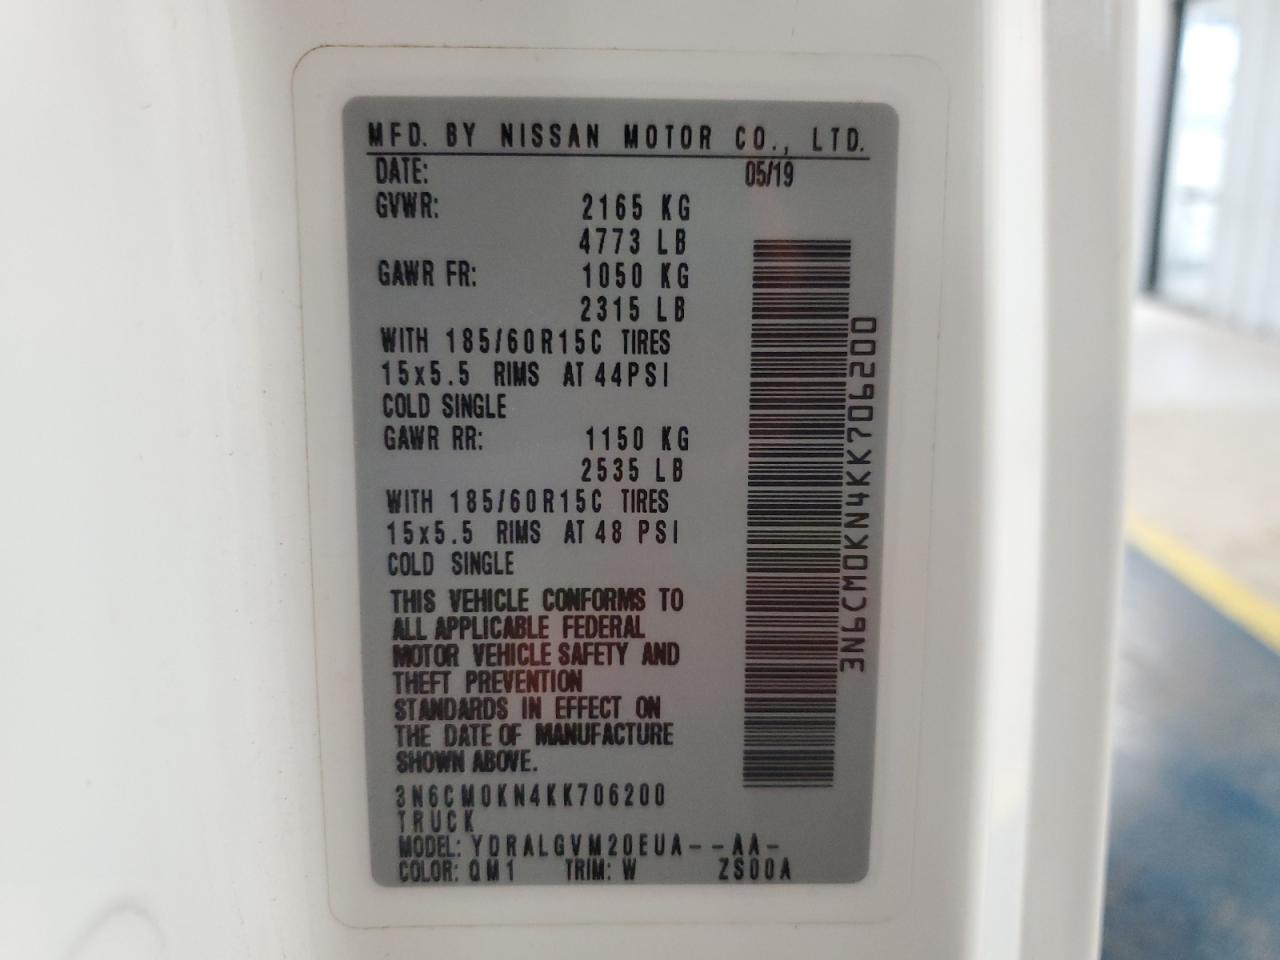 MFD. BY NISSAN MOTOR CO., LTD.
DATE: 05/19
GVWR: 2165 KG
4773 LB
GAWR FR: 1050 KG
2315 LB
WITH 185/60R15C TIRES
15x5.5 RIMS AT 44PSI
COLD SINGLE
GAWR RR: 1150 KG
2535 LB
WITH 185/60R15C TIRES
15x5.5 RIMS AT 48 PSI
COLD SINGLE
THIS VEHICLE CONFORMS TO
ALL APPLICABLE FEDERAL
MOTOR VEHICLE SAFETY AND
THEFT PREVENTION
STANDARDS IN EFFECT ON
THE DATE OF MANUFACTURE
SHOWN ABOVE.
3N6CM0KN4KK706200
TRUCK
MODEL: YDRALGVM20EUA--AA-
COLOR: QM1 TRIM: W ZS00A
3N6CM0KN4KK706200